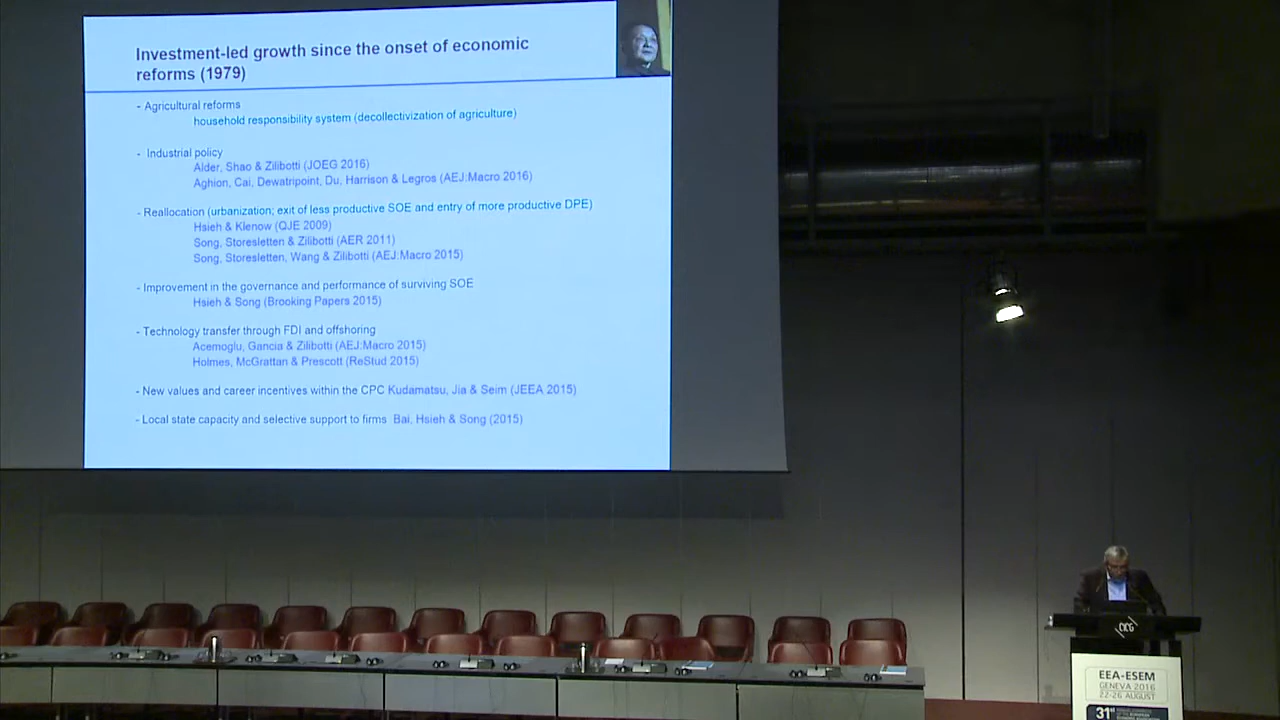 Investment-led growth since the onset of economic
reforms (1979)
- Agricultural reforms
household responsibility system (decollectivization of agriculture)
- Industrial policy
Alder, Shao & Zilibotti (JOEG 2016)
Aghion, Cai, Dewatripoint, Du, Harrison & Legros (AEJ:Macro 2016)
- Reallocation (urbanization; exit of less productive SOE and entry of more productive DPE)
Hsieh & Klenow (QJE 2009)
Song, Storesletten & Zilibotti (AER 2011)
Song, Storesletten, Wang & Zilibotti (AEJ:Macro 2015)
- Improvement in the governance and performance of surviving SOE
Hsieh & Song (Brooking Papers 2015)
- Technology transfer through FDI and offshoring
Acemoglu, Gancia & Zilibotti (AEJ:Macro 2015)
Holmes, McGrattan & Prescott (ReStud 2015)
- New values and career incentives within the CPC Kudamatsu, Jia & Seim (JEEA 2015)
- Local state capacity and selective support to firms Bai, Hsieh & Song (2015)
CICG
EEA-ESEM
GENEVA 2016
22-26 AUGUST
31st